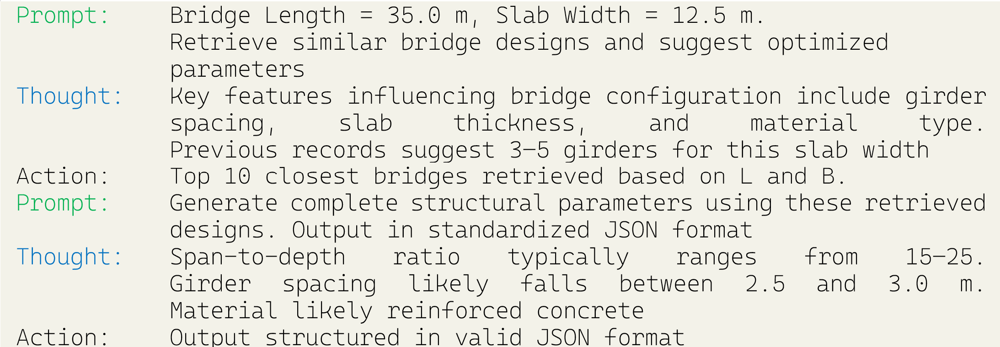 Prompt: Bridge Length = 35.0 m, Slab Width = 12.5 m.
Retrieve similar bridge designs and suggest optimized
parameters
Thought: Key features influencing bridge configuration include girder
spacing, slab thickness, and material type.
Previous records suggest 3–5 girders for this slab width
Action: Top 10 closest bridges retrieved based on L and B.
Prompt: Generate complete structural parameters using these retrieved
designs. Output in standardized JSON format
Thought: Span–to–depth ratio typically ranges from 15–25.
Girder spacing likely falls between 2.5 and 3.0 m.
Material likely reinforced concrete
Action: Output structured in valid JSON format